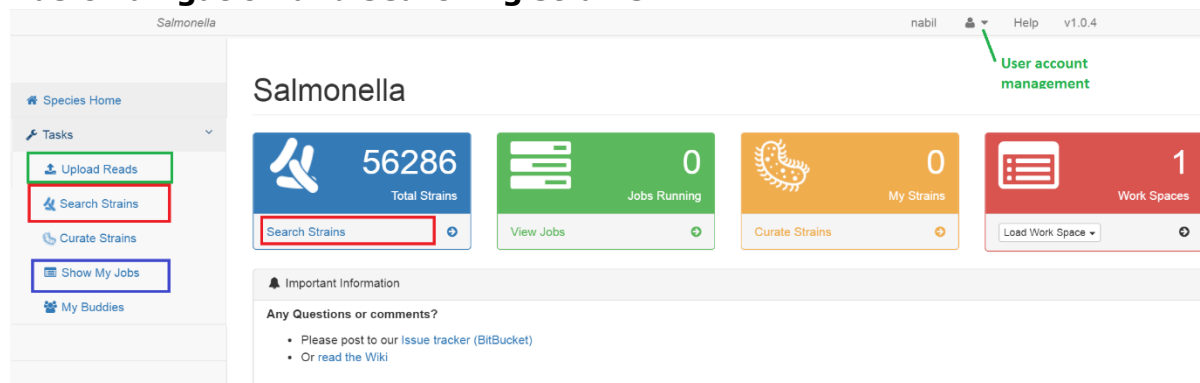 Salmonella
nabil Help v1.0.4
User account
management
Species Home
Tasks
Upload Reads
Search Strains
Curate Strains
Show My Jobs
My Buddies
Salmonella
56286
Total Strains
Search Strains
0
Jobs Running
View Jobs
0
My Strains
Curate Strains
1
Work Spaces
Load Work Space
Important Information
Any Questions or comments?
• Please post to our Issue tracker (BitBucket)
• Or read the Wiki